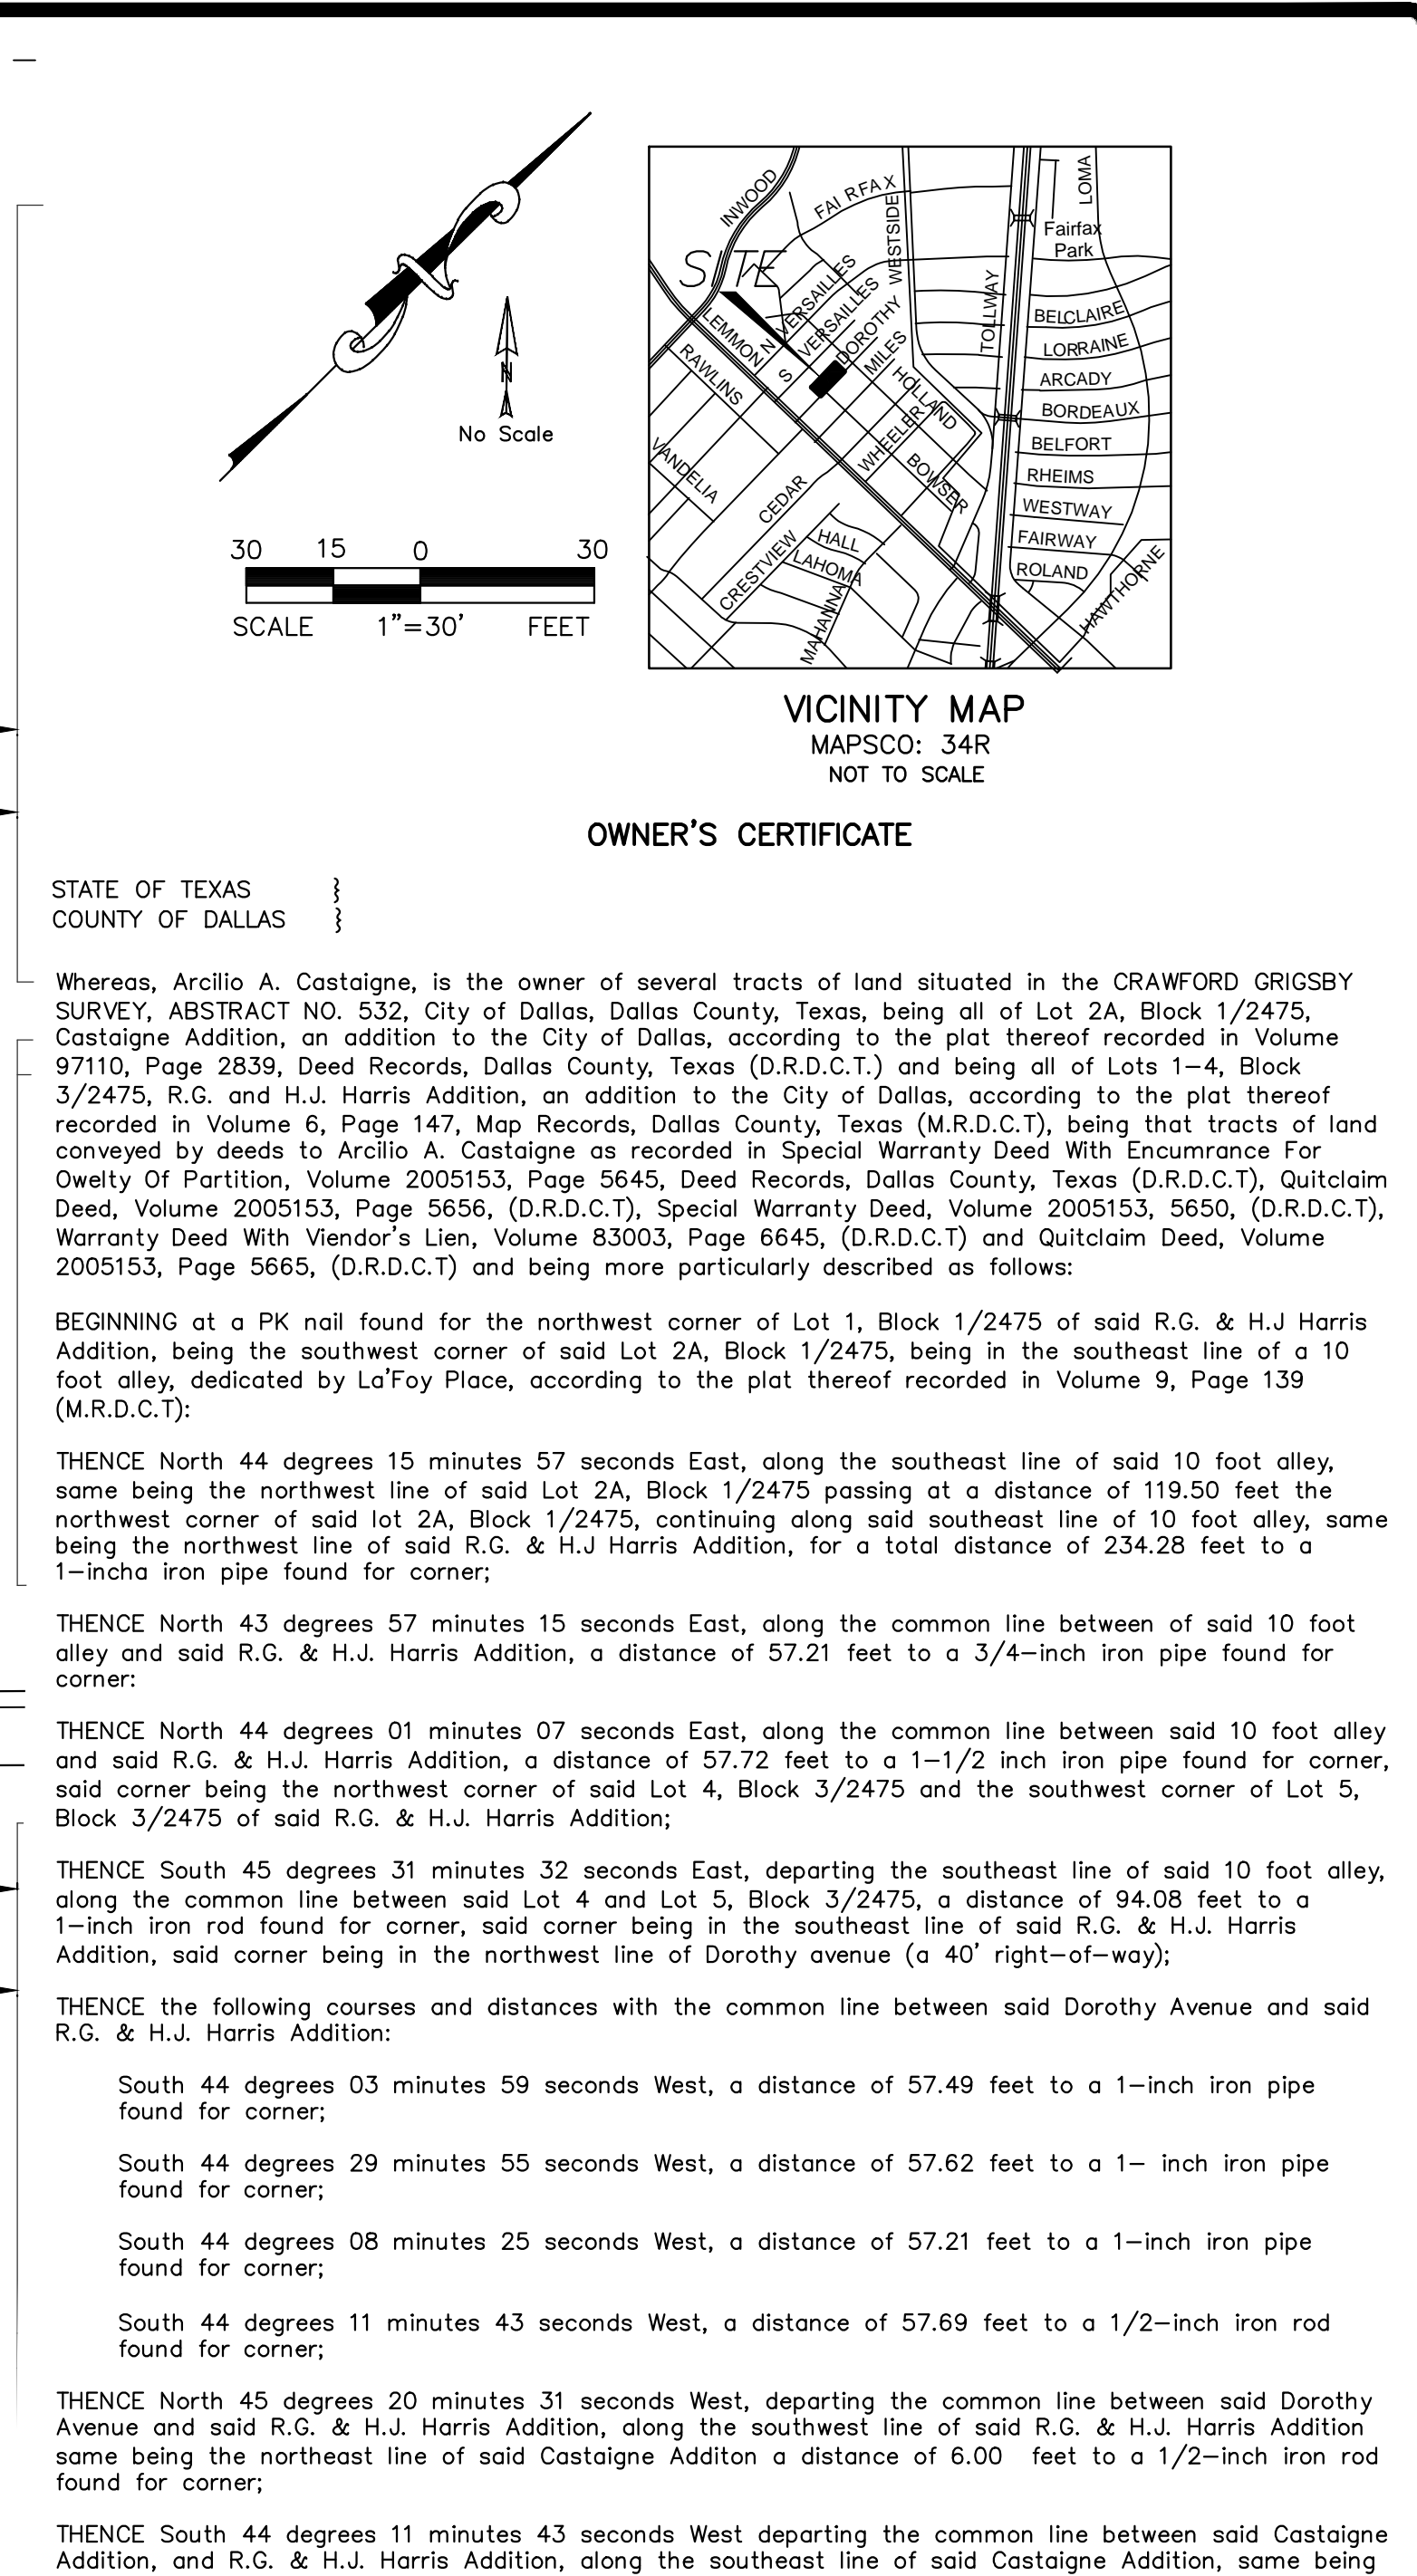 N
No Scale
30 15 0 30
SCALE 1"=30' FEET
INWOOD
FAIRFAX
WESTSIDE
LOMA
Fairfax
Park
SITE
TOLLWAY
N VERSAILLES
S VERSAILLES
DOROTHY
MILES
LEMMON
RAWLINS
HOLLAND
WHEELER
BOWSER
BELCLAIRE
LORRAINE
ARCADY
BORDEAUX
BELFORT
RHEIMS
WESTWAY
FAIRWAY
ROLAND
HAWTHORNE
VANDELIA
CEDAR
CRESTVIEW
HALL
LAHOMA
MAHANNA
VICINITY MAP
MAPSCO: 34R
NOT TO SCALE
OWNER'S CERTIFICATE
STATE OF TEXAS }
COUNTY OF DALLAS }
Whereas, Arcilio A. Castaigne, is the owner of several tracts of land situated in the CRAWFORD GRIGSBY
SURVEY, ABSTRACT NO. 532, City of Dallas, Dallas County, Texas, being all of Lot 2A, Block 1/2475,
Castaigne Addition, an addition to the City of Dallas, according to the plat thereof recorded in Volume
97110, Page 2839, Deed Records, Dallas County, Texas (D.R.D.C.T.) and being all of Lots 1-4, Block
3/2475, R.G. and H.J. Harris Addition, an addition to the City of Dallas, according to the plat thereof
recorded in Volume 6, Page 147, Map Records, Dallas County, Texas (M.R.D.C.T), being that tracts of land
conveyed by deeds to Arcilio A. Castaigne as recorded in Special Warranty Deed With Encumrance For
Owelty Of Partition, Volume 2005153, Page 5645, Deed Records, Dallas County, Texas (D.R.D.C.T), Quitclaim
Deed, Volume 2005153, Page 5656, (D.R.D.C.T), Special Warranty Deed, Volume 2005153, 5650, (D.R.D.C.T),
Warranty Deed With Viendor's Lien, Volume 83003, Page 6645, (D.R.D.C.T) and Quitclaim Deed, Volume
2005153, Page 5665, (D.R.D.C.T) and being more particularly described as follows:
BEGINNING at a PK nail found for the northwest corner of Lot 1, Block 1/2475 of said R.G. & H.J Harris
Addition, being the southwest corner of said Lot 2A, Block 1/2475, being in the southeast line of a 10
foot alley, dedicated by La'Foy Place, according to the plat thereof recorded in Volume 9, Page 139
(M.R.D.C.T):
THENCE North 44 degrees 15 minutes 57 seconds East, along the southeast line of said 10 foot alley,
same being the northwest line of said Lot 2A, Block 1/2475 passing at a distance of 119.50 feet the
northwest corner of said lot 2A, Block 1/2475, continuing along said southeast line of 10 foot alley, same
being the northwest line of said R.G. & H.J Harris Addition, for a total distance of 234.28 feet to a
1-incha iron pipe found for corner;
THENCE North 43 degrees 57 minutes 15 seconds East, along the common line between of said 10 foot
alley and said R.G. & H.J. Harris Addition, a distance of 57.21 feet to a 3/4-inch iron pipe found for
corner:
THENCE North 44 degrees 01 minutes 07 seconds East, along the common line between said 10 foot alley
and said R.G. & H.J. Harris Addition, a distance of 57.72 feet to a 1-1/2 inch iron pipe found for corner,
said corner being the northwest corner of said Lot 4, Block 3/2475 and the southwest corner of Lot 5,
Block 3/2475 of said R.G. & H.J. Harris Addition;
THENCE South 45 degrees 31 minutes 32 seconds East, departing the southeast line of said 10 foot alley,
along the common line between said Lot 4 and Lot 5, Block 3/2475, a distance of 94.08 feet to a
1-inch iron rod found for corner, said corner being in the southeast line of said R.G. & H.J. Harris
Addition, said corner being in the northwest line of Dorothy avenue (a 40' right-of-way);
THENCE the following courses and distances with the common line between said Dorothy Avenue and said
R.G. & H.J. Harris Addition:
South 44 degrees 03 minutes 59 seconds West, a distance of 57.49 feet to a 1-inch iron pipe
found for corner;
South 44 degrees 29 minutes 55 seconds West, a distance of 57.62 feet to a 1- inch iron pipe
found for corner;
South 44 degrees 08 minutes 25 seconds West, a distance of 57.21 feet to a 1-inch iron pipe
found for corner;
South 44 degrees 11 minutes 43 seconds West, a distance of 57.69 feet to a 1/2-inch iron rod
found for corner;
THENCE North 45 degrees 20 minutes 31 seconds West, departing the common line between said Dorothy
Avenue and said R.G. & H.J. Harris Addition, along the southwest line of said R.G. & H.J. Harris Addition
same being the northeast line of said Castaigne Additon a distance of 6.00 feet to a 1/2-inch iron rod
found for corner;
THENCE South 44 degrees 11 minutes 43 seconds West departing the common line between said Castaigne
Addition, and R.G. & H.J. Harris Addition, along the southeast line of said Castaigne Addition, same being